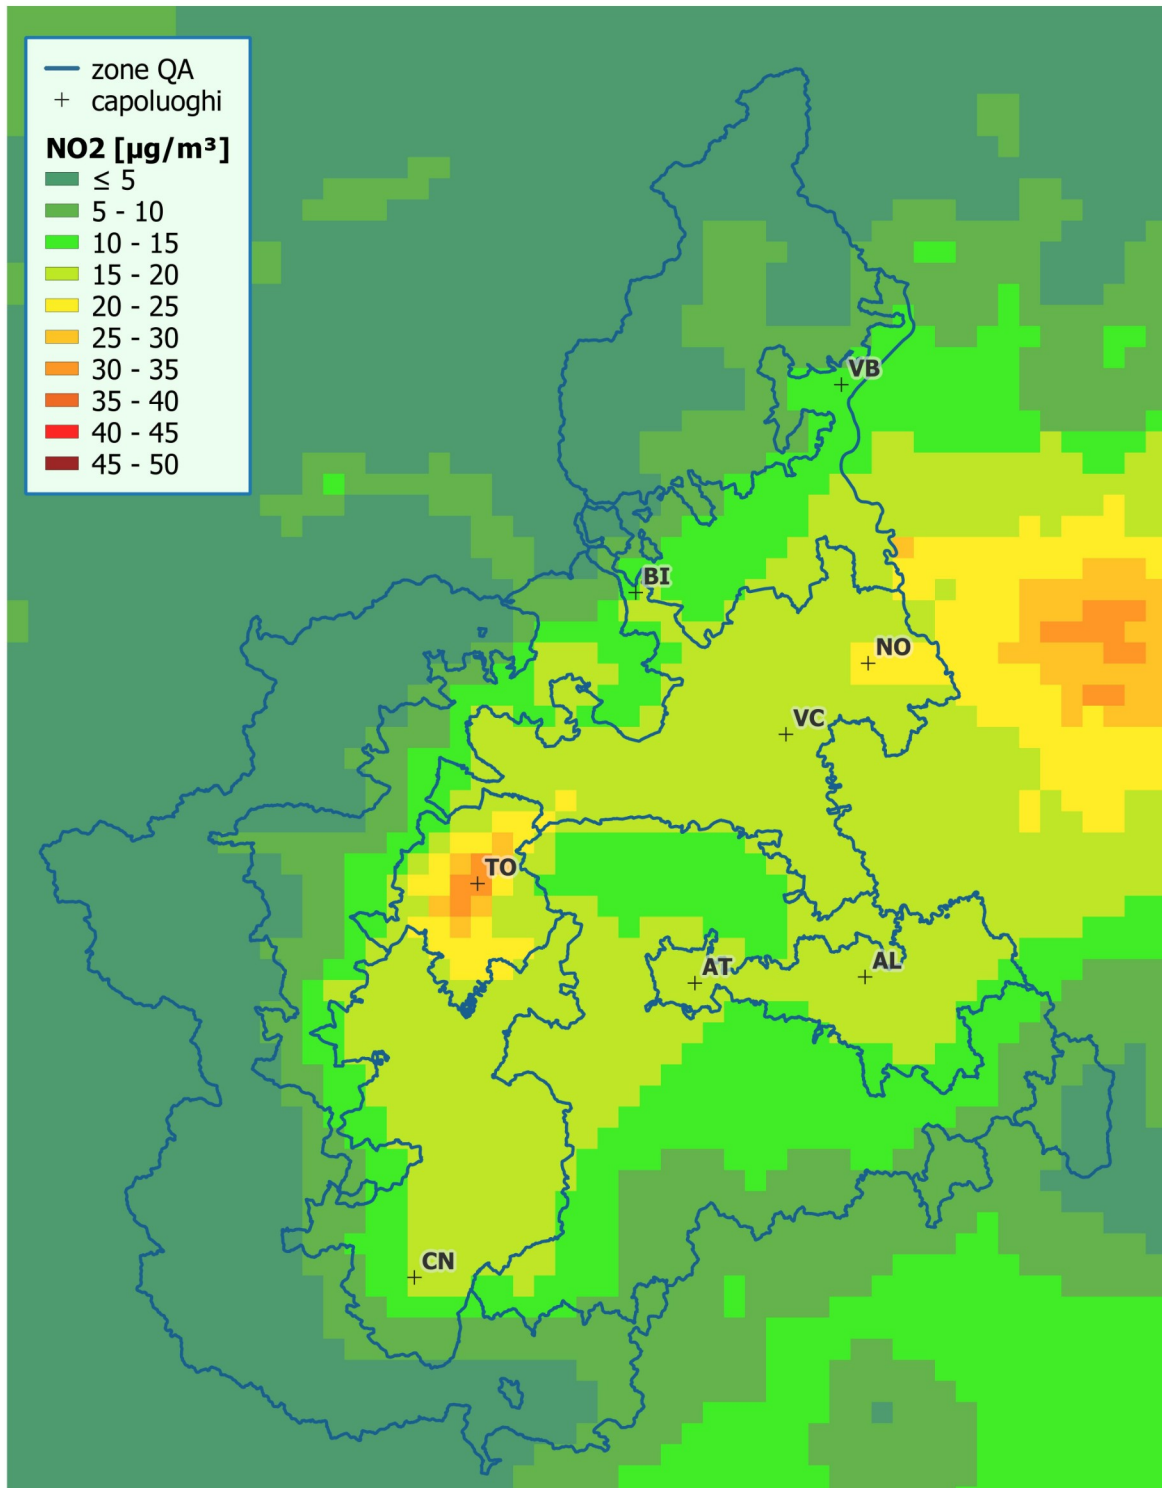 zone QA
capoluoghi
NO2 [µg/m³]
≤ 5
5 - 10
10 - 15
15 - 20
20 - 25
25 - 30
30 - 35
35 - 40
40 - 45
45 - 50
VB
BI
NO
VC
TO
AT
AL
CN